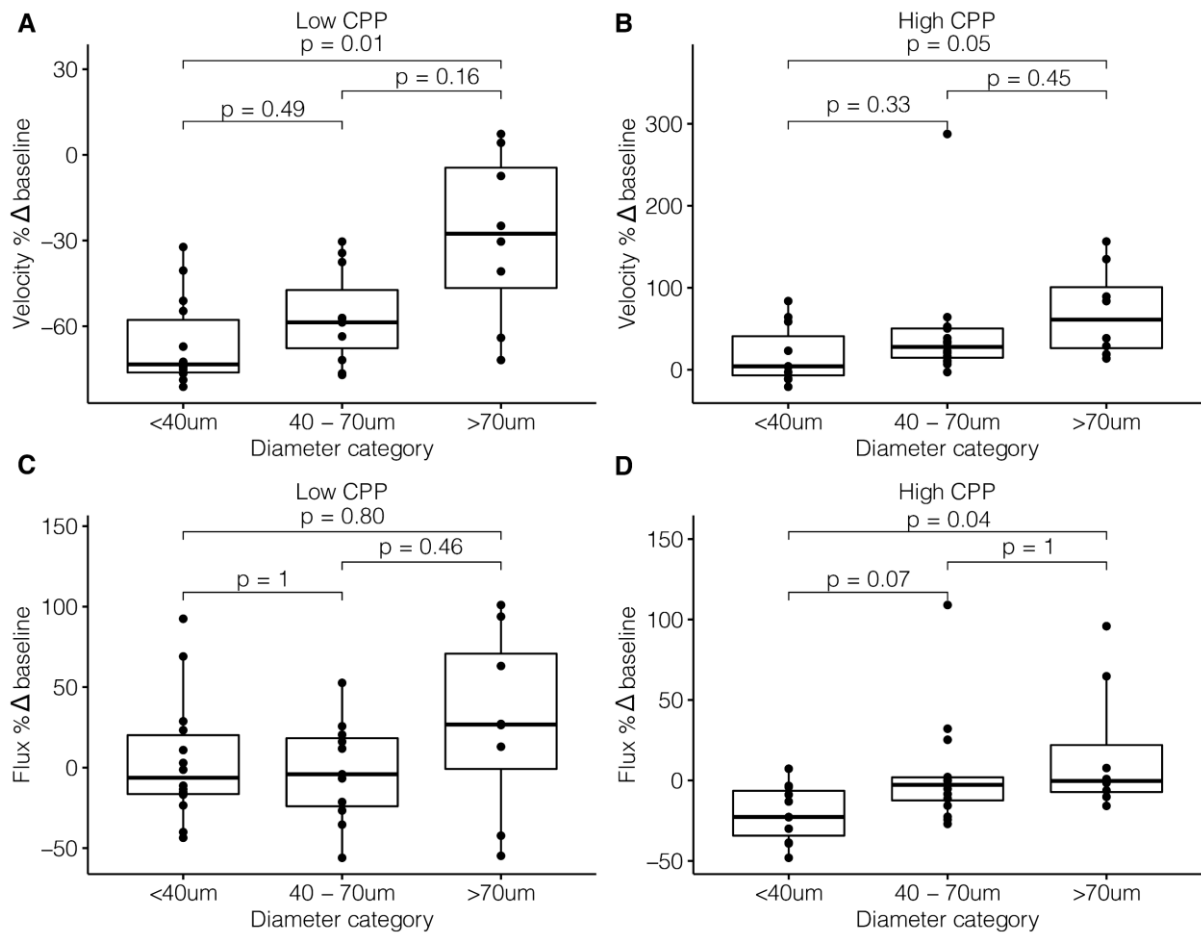 A
Low CPP
p = 0.01
p = 0.16
p = 0.49
30
0
−30
−60
Velocity % Δ baseline
<40um
40 − 70um
>70um
Diameter category
B
High CPP
p = 0.05
p = 0.45
p = 0.33
300
200
100
0
Velocity % Δ baseline
<40um
40 − 70um
>70um
Diameter category
C
Low CPP
p = 0.80
p = 0.46
p = 1
150
100
50
0
−50
Flux % Δ baseline
<40um
40 − 70um
>70um
Diameter category
D
High CPP
p = 0.04
p = 1
p = 0.07
150
100
50
0
−50
Flux % Δ baseline
<40um
40 − 70um
>70um
Diameter category